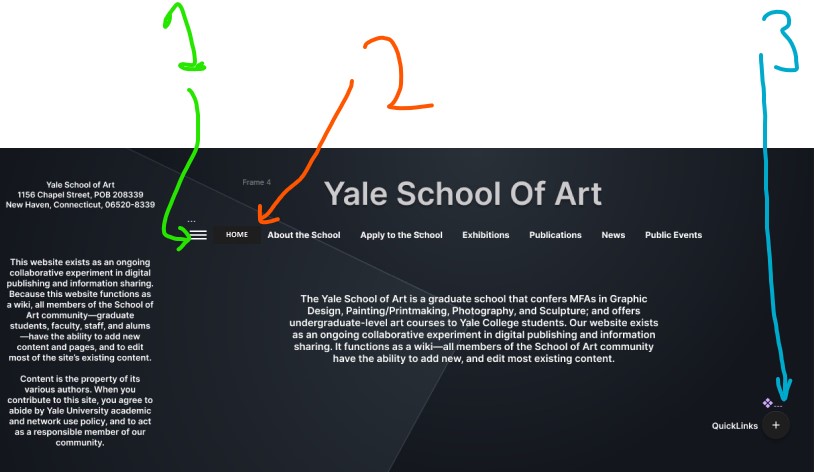 1
2
3
Yale School of Art
1156 Chapel Street, POB 208339
New Haven, Connecticut, 06520-8339
Frame 4
Yale School Of Art
...
HOME About the School Apply to the School Exhibitions Publications News Public Events
This website exists as an ongoing
collaborative experiment in digital
publishing and information sharing.
Because this website functions as
a wiki, all members of the School of
Art community—graduate
students, faculty, staff, and alums
—have the ability to add new
content and pages, and to edit
most of the site's existing content.
Content is the property of its
various authors. When you
contribute to this site, you agree to
abide by Yale University academic
and network use policy, and to act
as a responsible member of our
community.
The Yale School of Art is a graduate school that confers MFAs in Graphic
Design, Painting/Printmaking, Photography, and Sculpture; and offers
undergraduate-level art courses to Yale College students. Our website exists
as an ongoing collaborative experiment in digital publishing and information
sharing. It functions as a wiki—all members of the School of Art community
have the ability to add new, and edit most existing content.
...
QuickLinks +